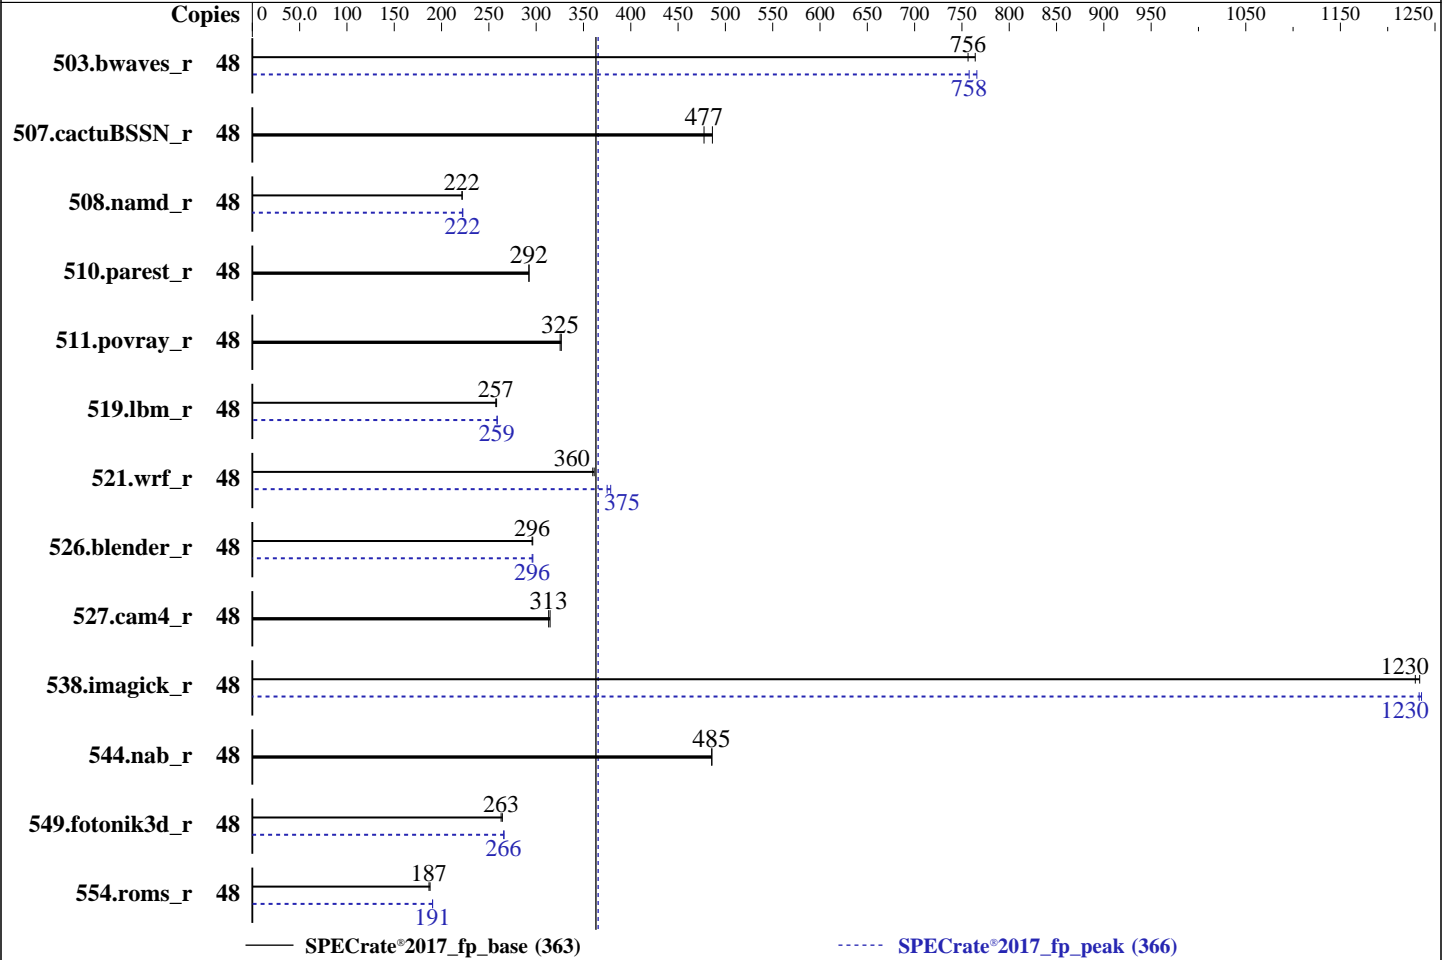 Copies 0 50.0 100 150 200 250 300 350 400 450 500 550 600 650 700 750 800 850 900 950 1050 1150 1250
503.bwaves_r 48 756
758
507.cactuBSSN_r 48 477
508.namd_r 48 222
222
510.parest_r 48 292
511.povray_r 48 325
519.lbm_r 48 257
259
521.wrf_r 48 360
375
526.blender_r 48 296
296
527.cam4_r 48 313
538.imagick_r 48 1230
1230
544.nab_r 48 485
549.fotonik3d_r 48 263
266
554.roms_r 48 187
191
SPECrate®2017_fp_base (363) SPECrate®2017_fp_peak (366)